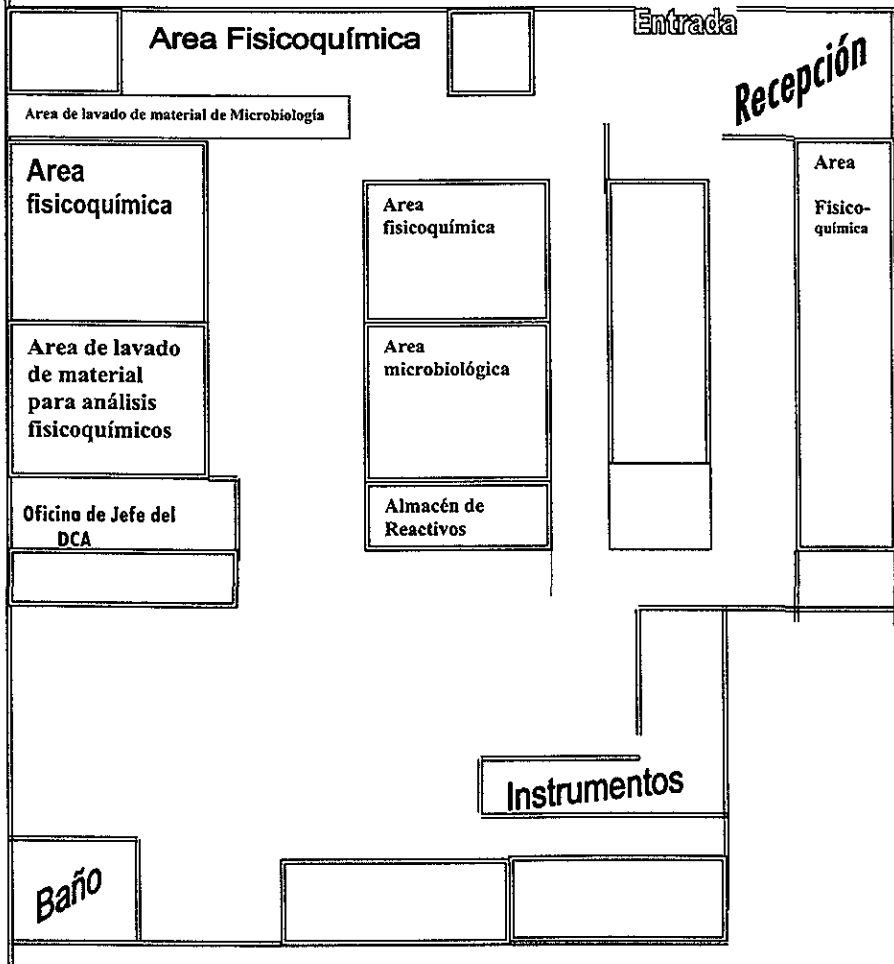 Area Fisicoquímica
Entrada
Recepción
Area de lavado de material de Microbiología
Area
fisicoquímica
Area
fisicoquímica
Area
Fisico-
química
Area de lavado
de material
para análisis
fisicoquímicos
Area
microbiológica
Oficina de Jefe del
DCA
Almacén de
Reactivos
Instrumentos
Baño